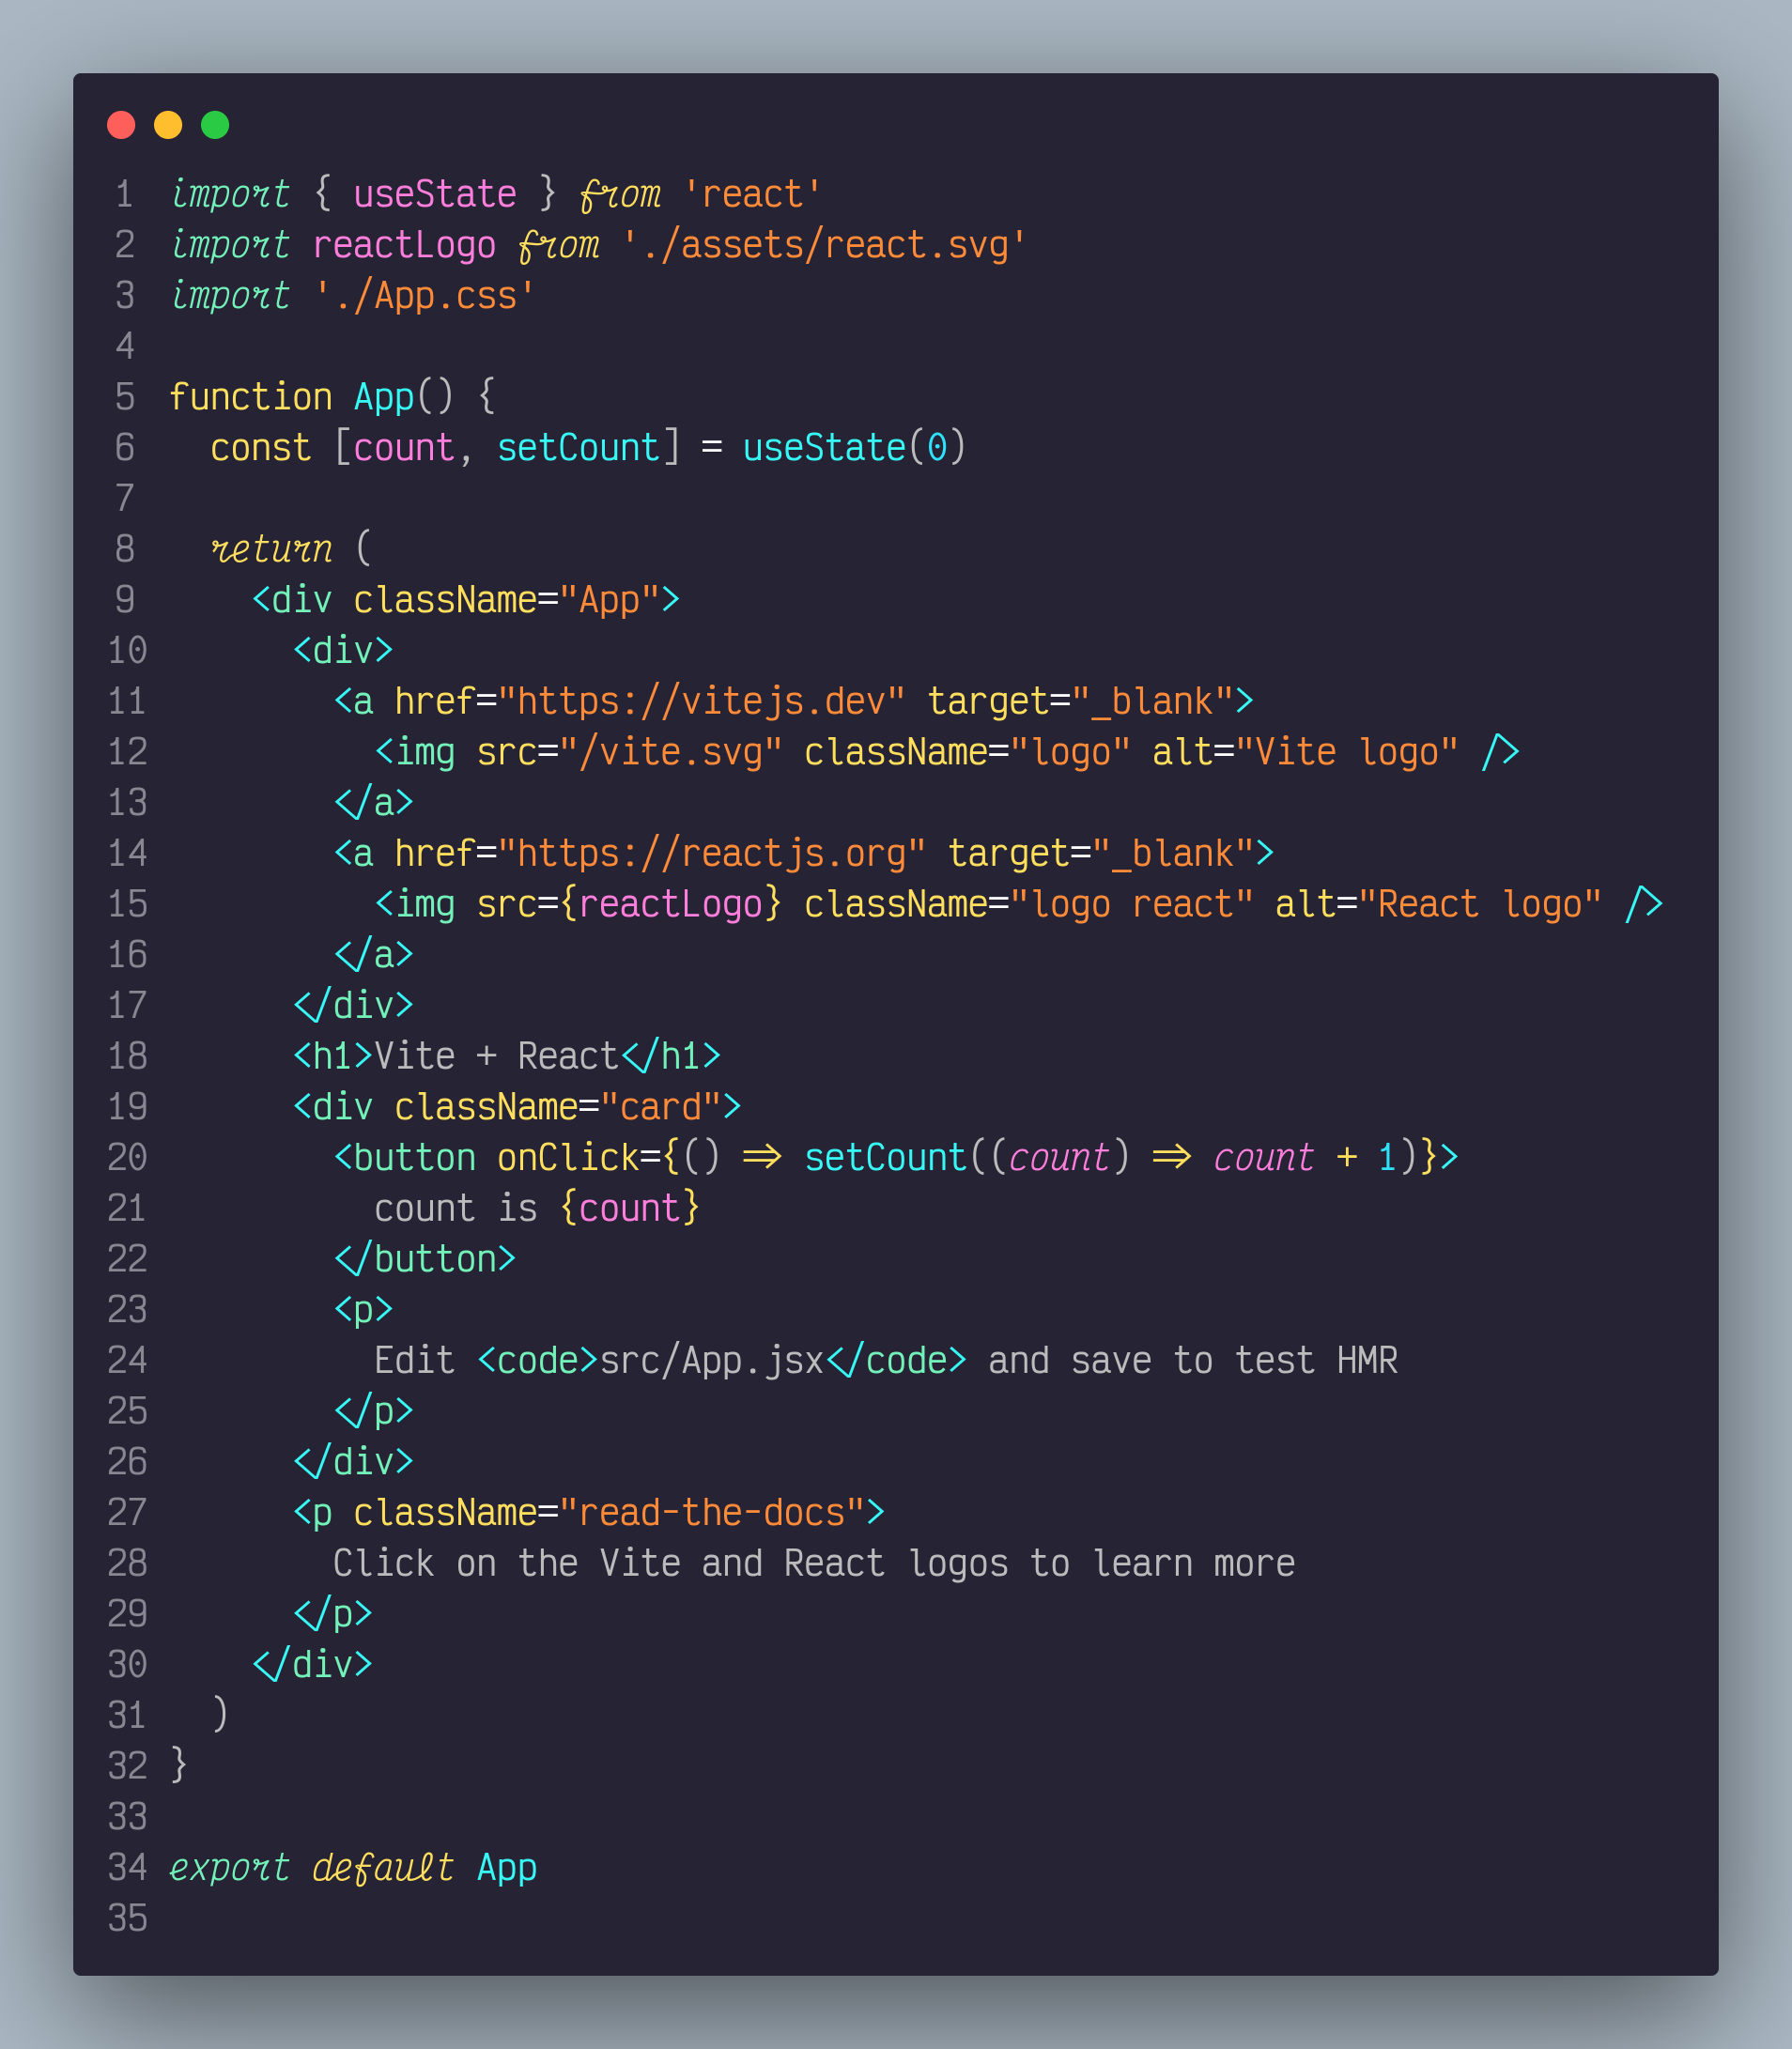 1 import { useState } from 'react'
2 import reactLogo from './assets/react.svg'
3 import './App.css'
4
5 function App() {
6   const [count, setCount] = useState(0)
7
8   return (
9     <div className="App">
10       <div>
11         <a href="https://vitejs.dev" target="_blank">
12           <img src="/vite.svg" className="logo" alt="Vite logo" />
13         </a>
14         <a href="https://reactjs.org" target="_blank">
15           <img src={reactLogo} className="logo react" alt="React logo" />
16         </a>
17       </div>
18       <h1>Vite + React</h1>
19       <div className="card">
20         <button onClick={() => setCount((count) => count + 1)}>
21           count is {count}
22         </button>
23         <p>
24           Edit <code>src/App.jsx</code> and save to test HMR
25         </p>
26       </div>
27       <p className="read-the-docs">
28         Click on the Vite and React logos to learn more
29       </p>
30     </div>
31   )
32 }
33
34 export default App
35